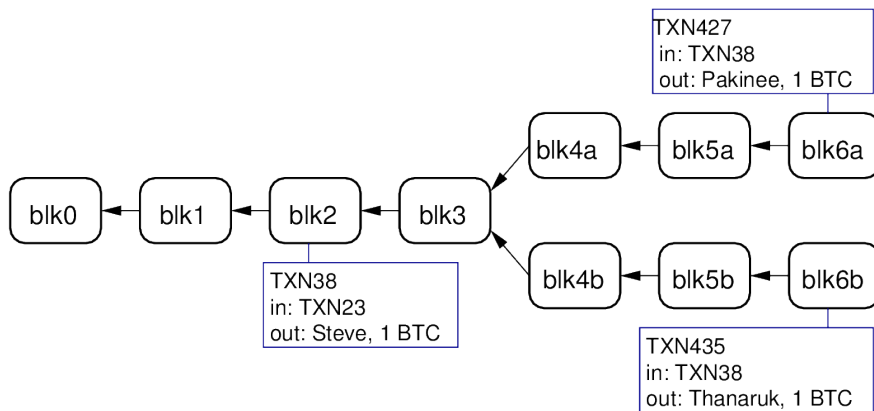 TXN427
in: TXN38
out: Pakinee, 1 BTC
blk4a
blk5a
blk6a
blk0
blk1
blk2
blk3
TXN38
in: TXN23
out: Steve, 1 BTC
blk4b
blk5b
blk6b
TXN435
in: TXN38
out: Thanaruk, 1 BTC